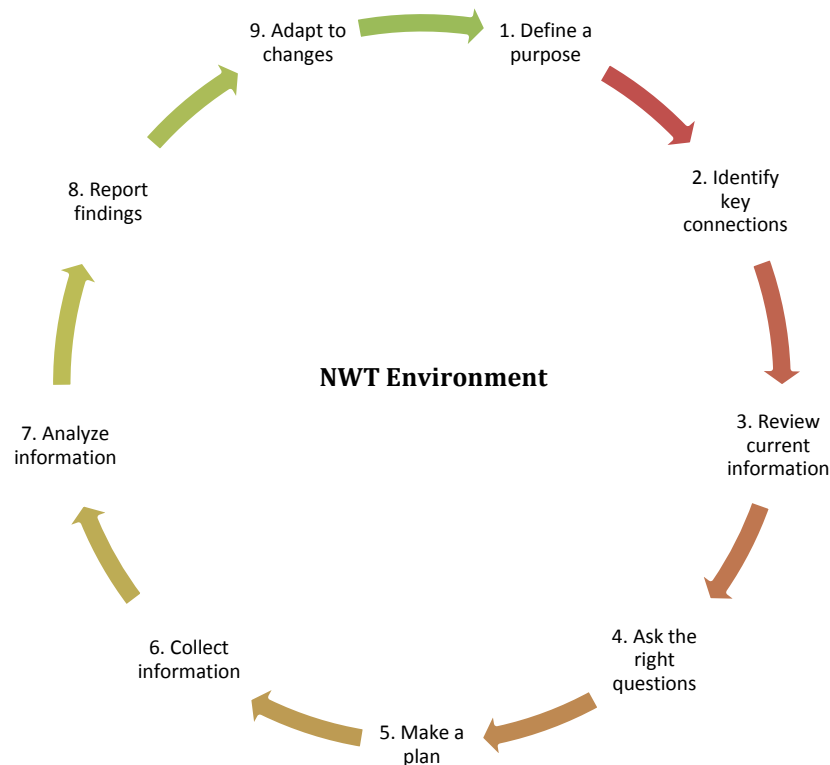 1. Define a
purpose
2. Identify
key
connections
3. Review
current
information
4. Ask the
right
questions
5. Make a
plan
6. Collect
information
7. Analyze
information
8. Report
findings
9. Adapt to
changes
NWT Environment